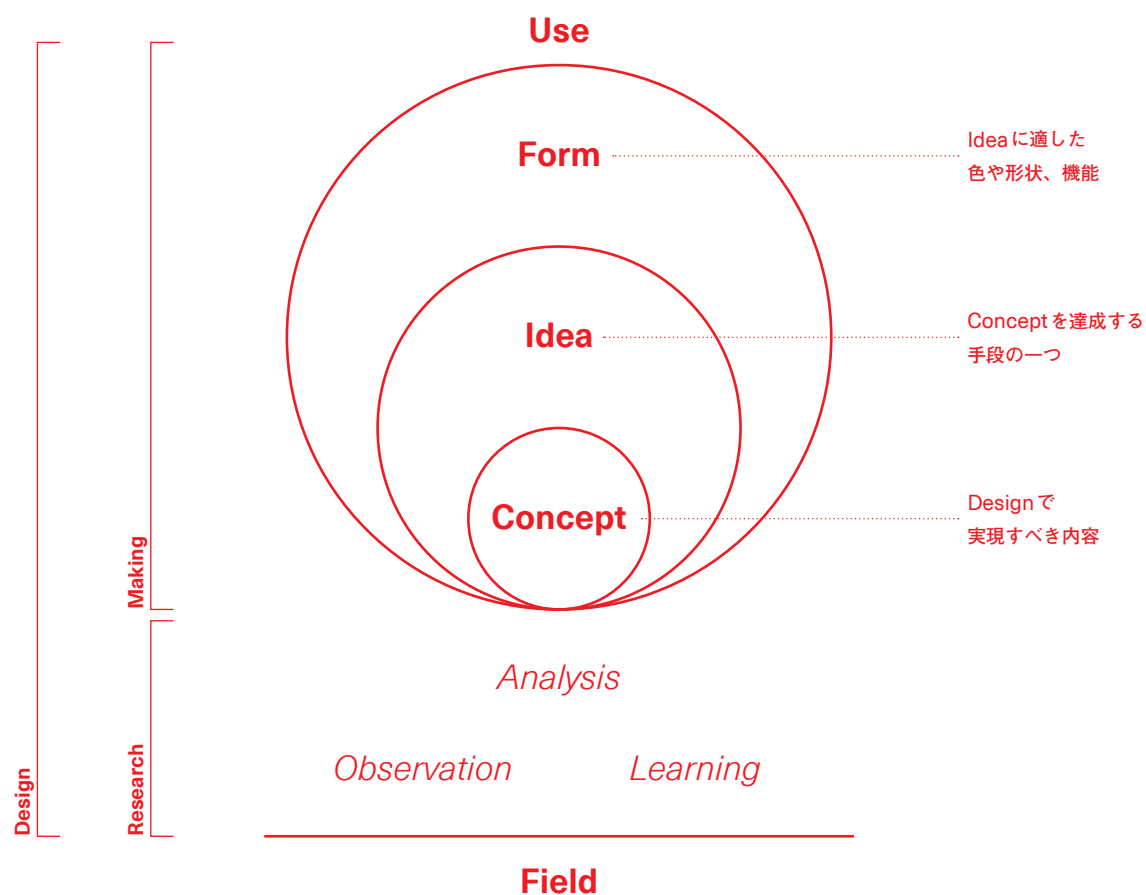 Use
Form
Ideaに適した
色や形状、機能
Idea
Conceptを達成する
手段の一つ
Concept
Designで
実現すべき内容
Making
Analysis
Observation
Learning
Research
Design
Field